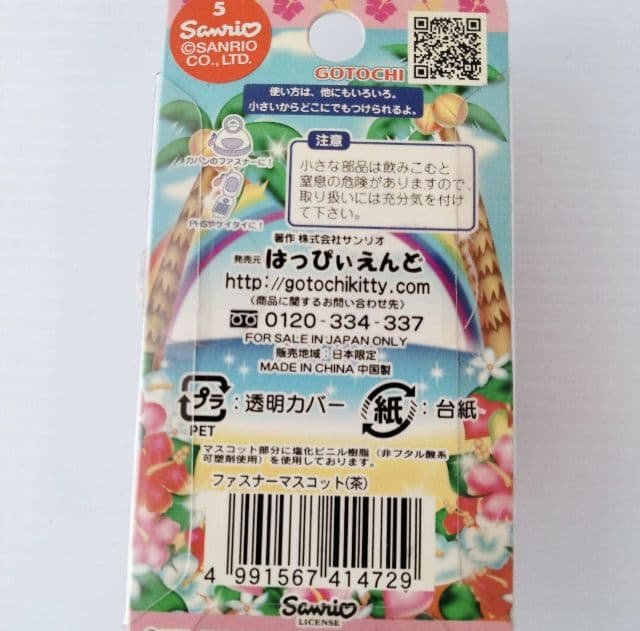 5
Sanrio
©SANRIO
CO., LTD.
GOTOCHI
使い方は、他にもいろいろ。
小さいからどこにでもつけられるよ。
カバンのファスナーに!
PHSやケイタイに!
注意
小さな部品は飲みこむと
窒息の危険がありますので、
取り扱いには充分気を付け
て下さい。
著作 株式会社サンリオ
発売元 はっぴぃえんど
http://gotochikitty.com
〈商品に関するお問い合わせ先〉
0120-334-337
FOR SALE IN JAPAN ONLY
販売地域:日本限定
MADE IN CHINA 中国製
プラ:透明カバー 紙:台紙
PET
マスコット部分に塩化ビニル樹脂(非フタル酸系
可塑剤使用)を使用しております。
ファスナーマスコット(茶)
4 991567 414729
Sanrio
LICENSE